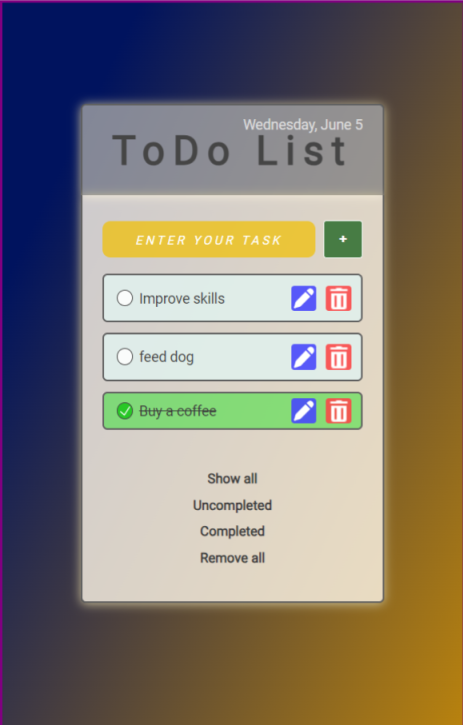 Wednesday, June 5
ToDo List
ENTER YOUR TASK
+
Improve skills
feed dog
Buy a coffee
Show all
Uncompleted
Completed
Remove all